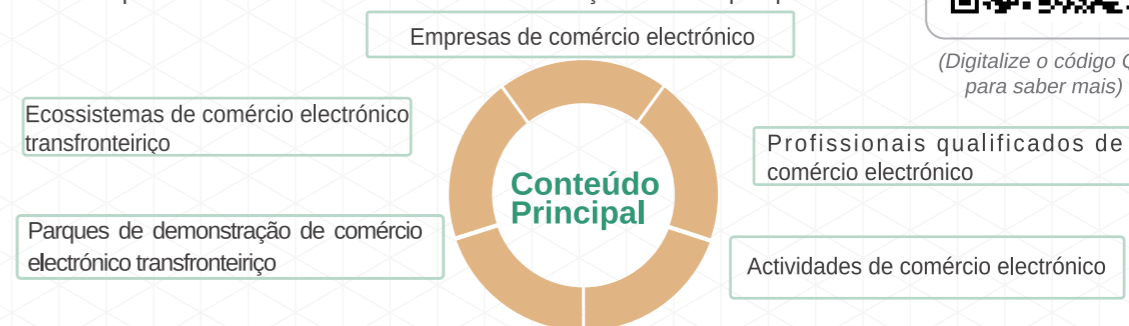 Empresas de comércio electrónico
(Digitalize o código
para saber mais)
Ecossistemas de comércio electrónico
transfronteiriço
Profissionais qualificados de
comércio electrónico
Conteúdo
Principal
Parques de demonstração de comércio
electrónico transfronteiriço
Actividades de comércio electrónico